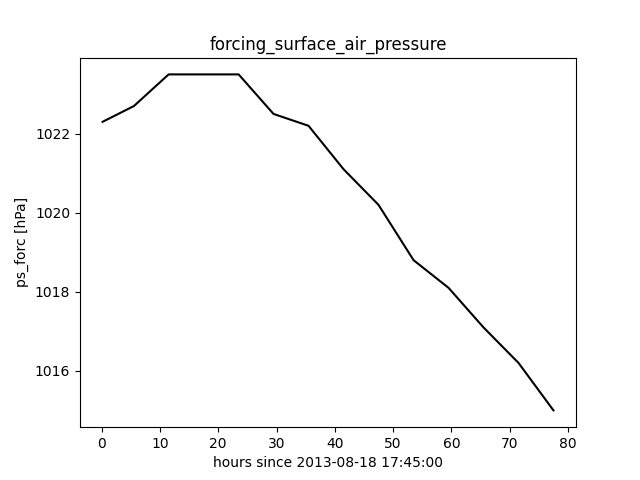 forcing_surface_air_pressure
ps_forc [hPa]
1022
1020
1018
1016
0 10 20 30 40 50 60 70 80
hours since 2013-08-18 17:45:00